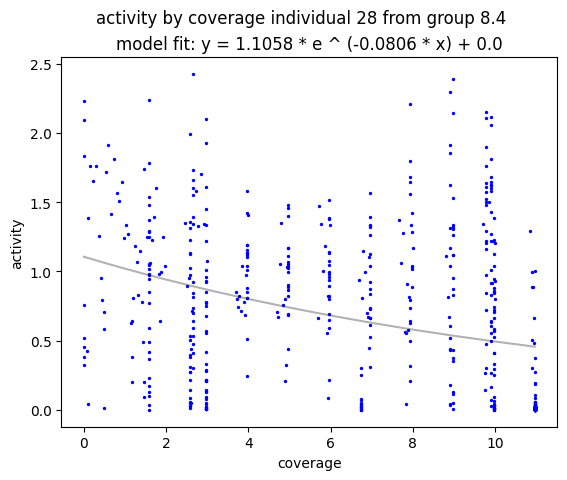 activity by coverage individual 28 from group 8.4
model fit: y = 1.1058 * e ^ (-0.0806 * x) + 0.0
2.5
2.0
1.5
1.0
0.5
0.0
activity
0 2 4 6 8 10
coverage